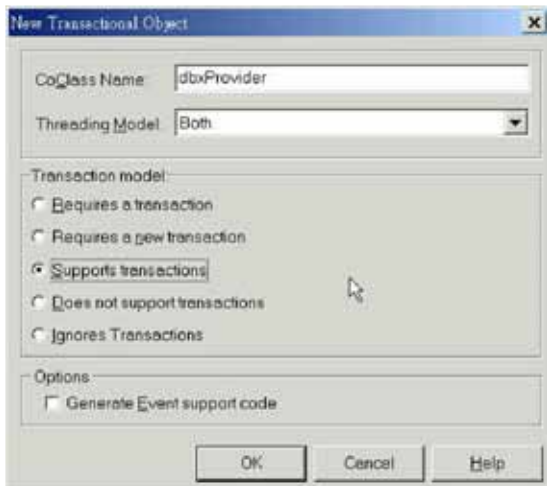 New Transactional Object
CoClass Name: dbxProvider
Threading Model: Both
Transaction model:
Requires a transaction
Requires a new transaction
Supports transactions
Does not support transactions
Ignores Transactions
Options
Generate Event support code
OK Cancel Help